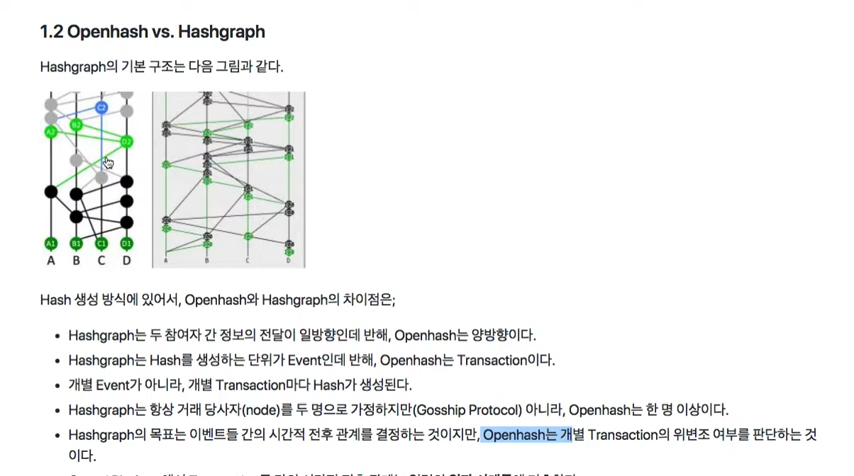 1.2 Openhash vs. Hashgraph
Hashgraph의 기본 구조는 다음 그림과 같다.
C2
B2
A2
D2
A1 B1 C1 D1
A B C D
A B C D
Hash 생성 방식에 있어서, Openhash와 Hashgraph의 차이점은;
• Hashgraph는 두 참여자 간 정보의 전달이 일방향인데 반해, Openhash는 양방향이다.
• Hashgraph는 Hash를 생성하는 단위가 Event인데 반해, Openhash는 Transaction이다.
• 개별 Event가 아니라, 개별 Transaction마다 Hash가 생성된다.
• Hashgraph는 항상 거래 당사자(node)를 두 명으로 가정하지만(Gosship Protocol) 아니라, Openhash는 한 명 이상이다.
• Hashgraph의 목표는 이벤트들 간의 시간적 전후 관계를 결정하는 것이지만, Openhash는 개별 Transaction의 위변조 여부를 판단하는 것
이다.